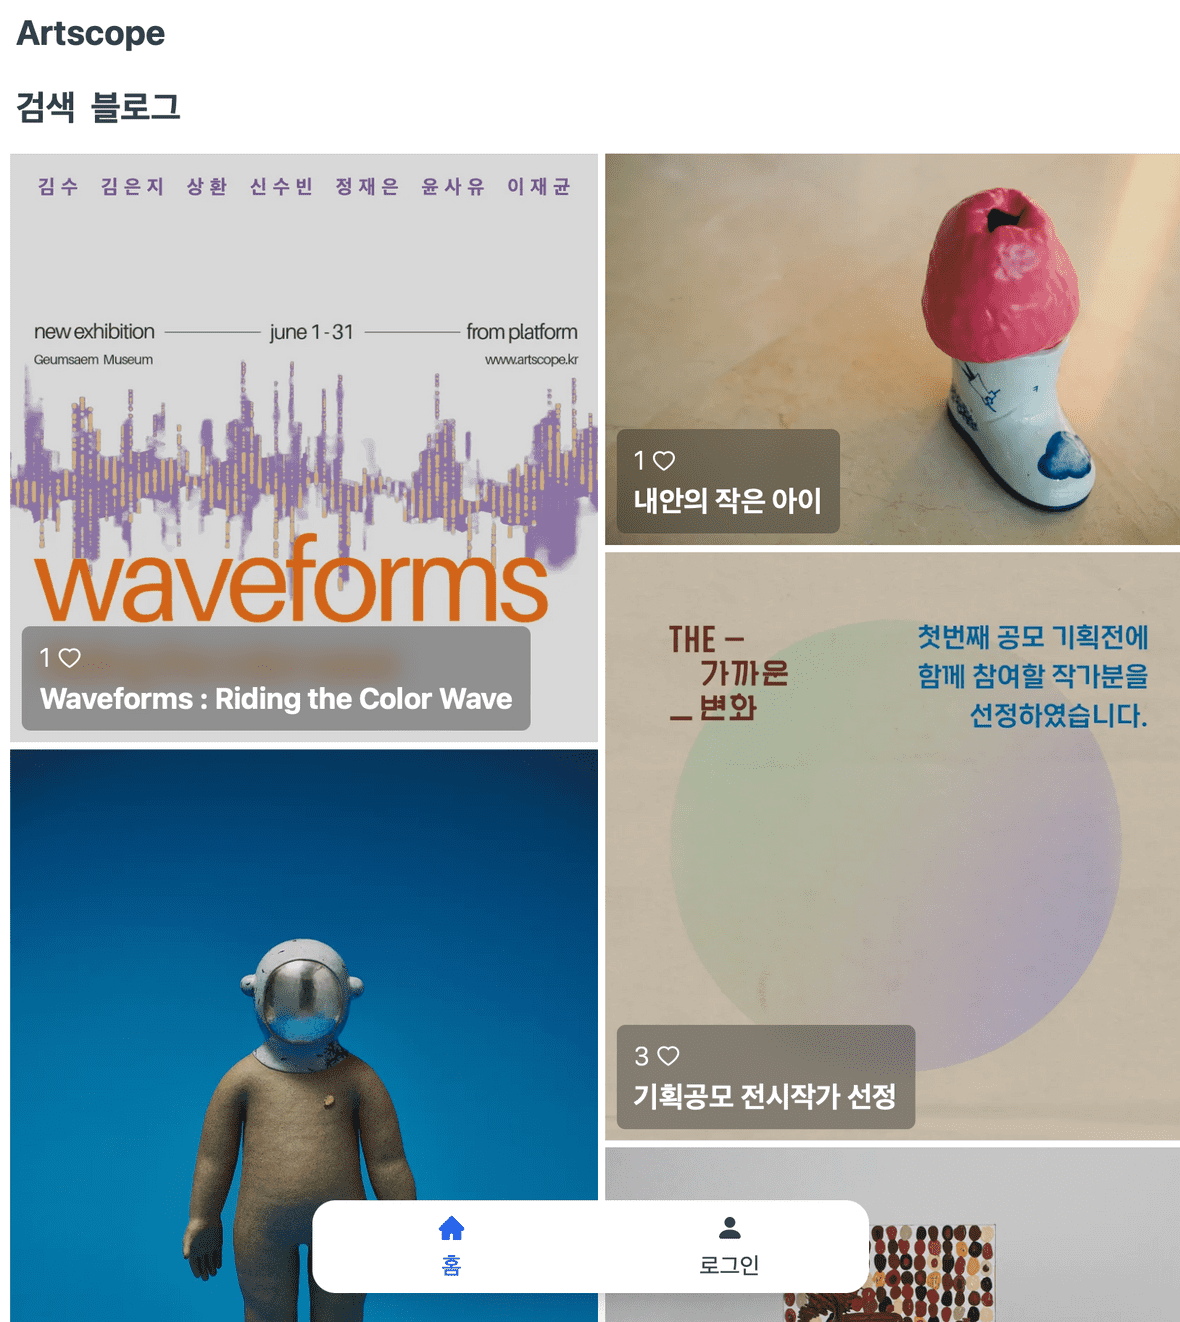 Artscope
검색 블로그
김수 김은지 상환 신수빈 정재은 윤사유 이재균
new exhibition june 1 - 31 from platform
Geumsaem Museum www.artscope.kr
waveforms
1
Waveforms : Riding the Color Wave
1
내안의 작은 아이
THE –
가까운
– 변화
첫번째 공모 기획전에
함께 참여할 작가분을
선정하였습니다.
3
기획공모 전시작가 선정
홈
로그인